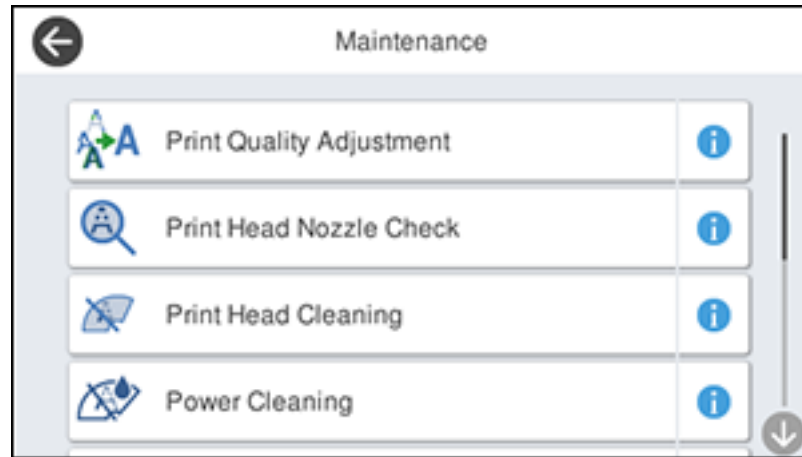 Maintenance
Print Quality Adjustment
Print Head Nozzle Check
Print Head Cleaning
Power Cleaning